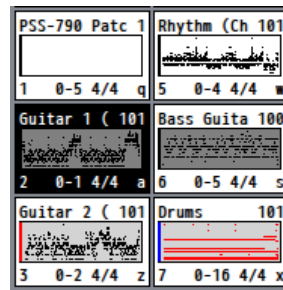 PSS-790 Patc 1
1 0-5 4/4 q
Rhythm (Ch 101
5 0-4 4/4 w
Guitar 1 ( 101
2 0-1 4/4 a
Bass Guita 100
6 0-5 4/4 s
Guitar 2 ( 101
3 0-2 4/4 z
Drums 101
7 0-16 4/4 x